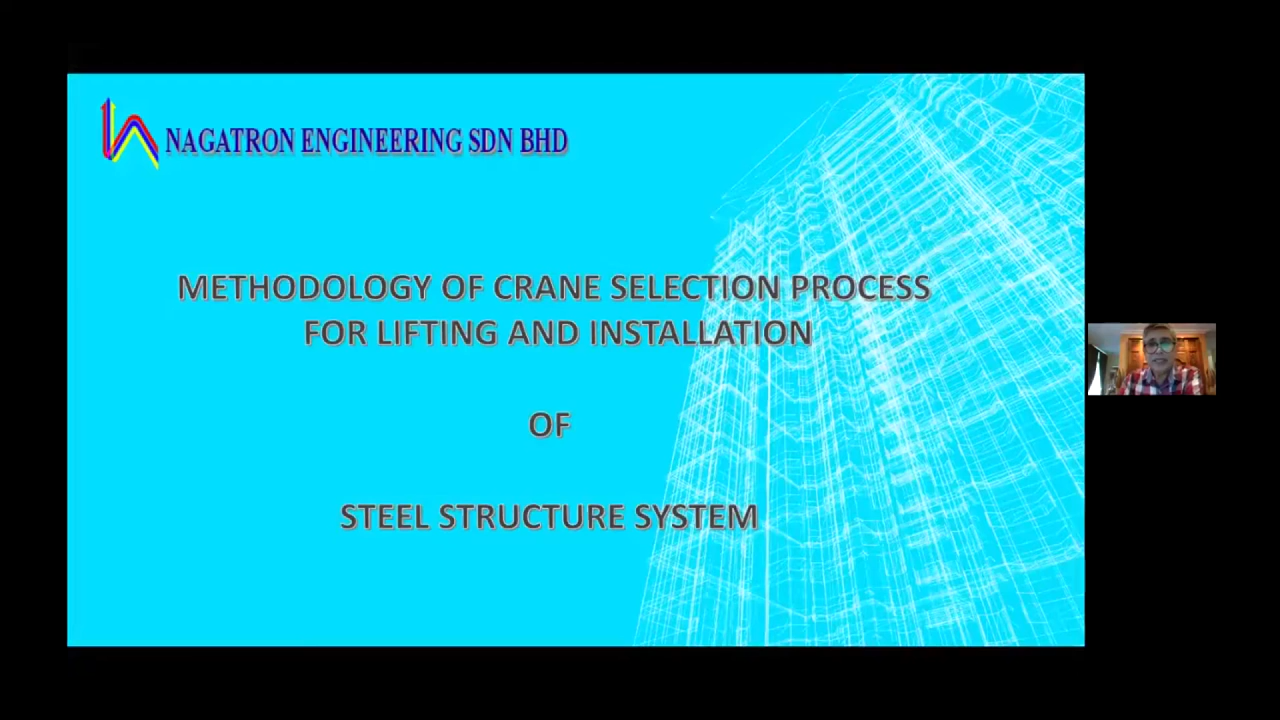 NAGATRON ENGINEERING SDN BHD
METHODOLOGY OF CRANE SELECTION PROCESS
FOR LIFTING AND INSTALLATION
OF
STEEL STRUCTURE SYSTEM